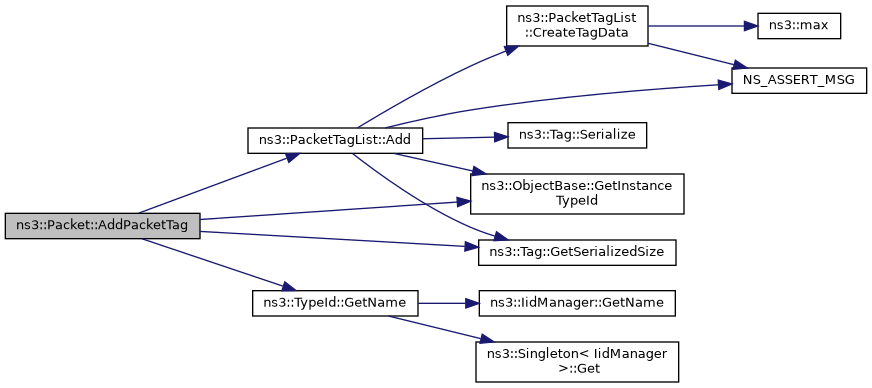 ns3::PacketTagList
::CreateTagData
ns3::max
NS_ASSERT_MSG
ns3::PacketTagList::Add
ns3::Tag::Serialize
ns3::ObjectBase::GetInstance
TypeId
ns3::Packet::AddPacketTag
ns3::Tag::GetSerializedSize
ns3::TypeId::GetName
ns3::IidManager::GetName
ns3::Singleton< IidManager
>::Get